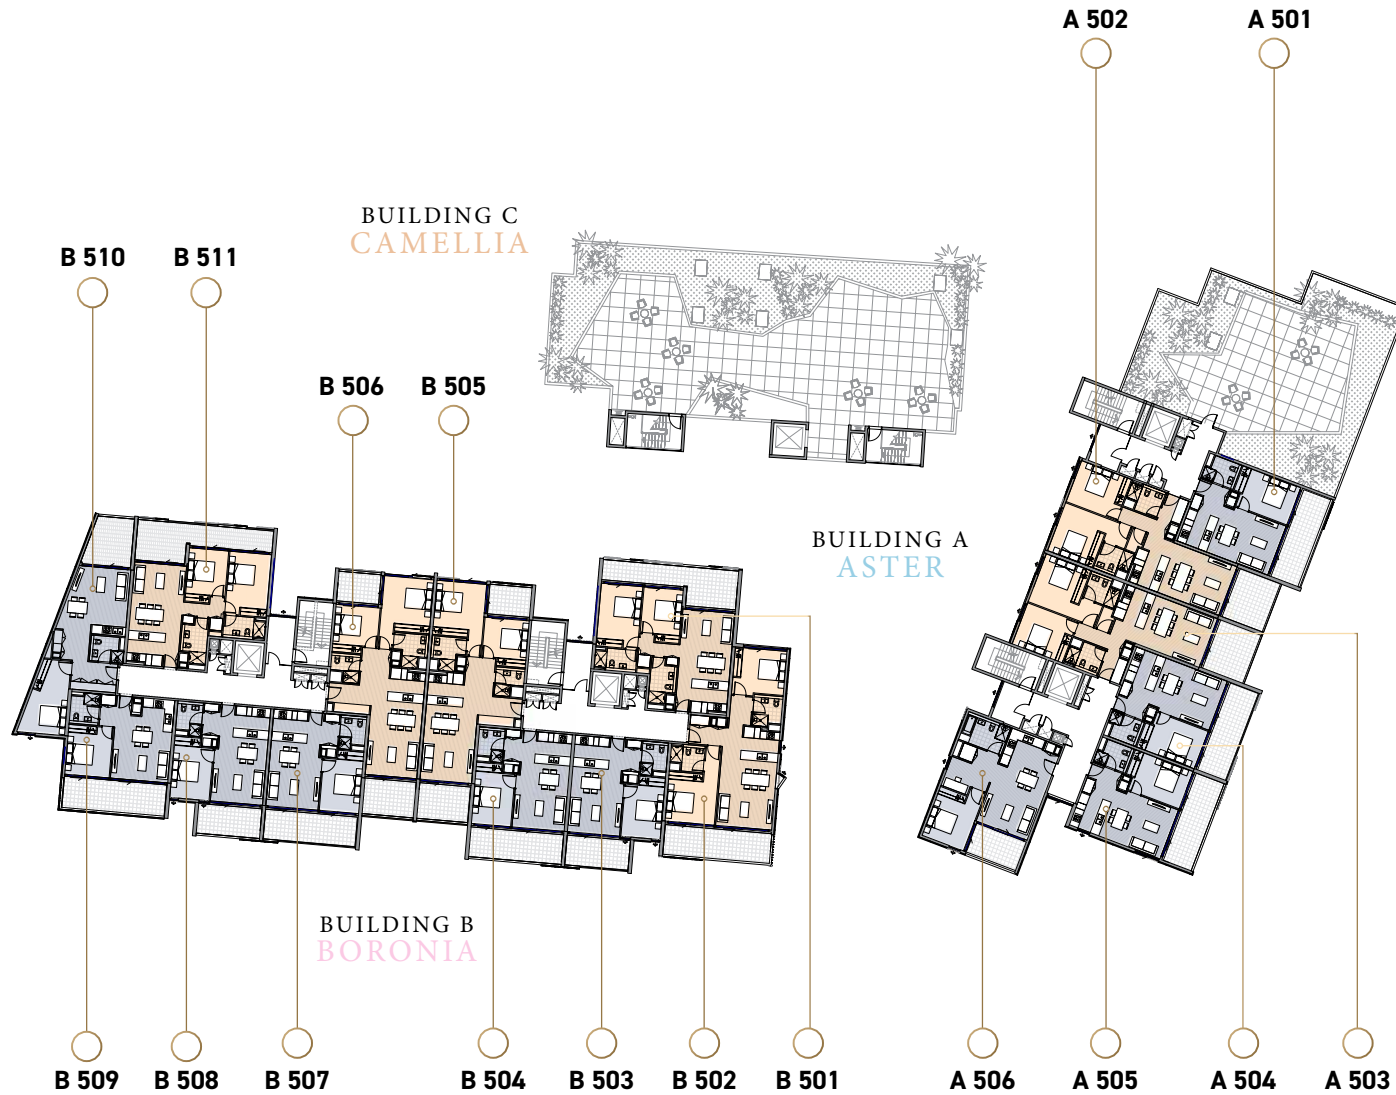 A 502
A 501
BUILDING C
CAMELLIA
B 510
B 511
B 506
B 505
BUILDING A
ASTER
BUILDING B
BORONIA
B 509
B 508
B 507
B 504
B 503
B 502
B 501
A 506
A 505
A 504
A 503